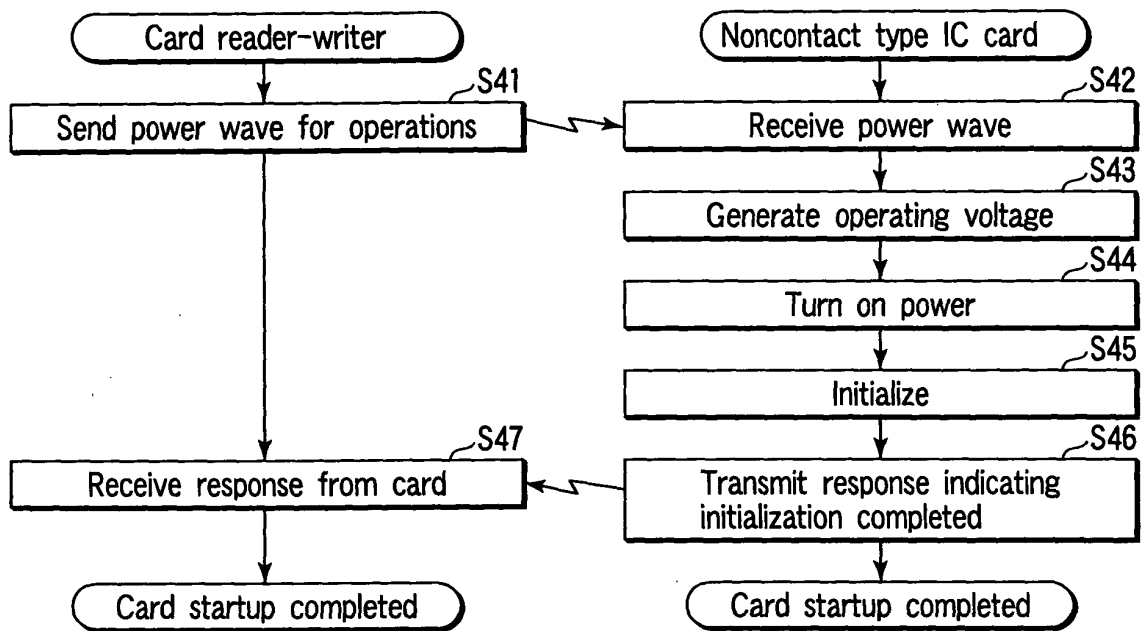 Card reader-writer
Noncontact type IC card
S41
Send power wave for operations
S42
Receive power wave
S43
Generate operating voltage
S44
Turn on power
S45
Initialize
S46
Transmit response indicating
initialization completed
S47
Receive response from card
Card startup completed
Card startup completed